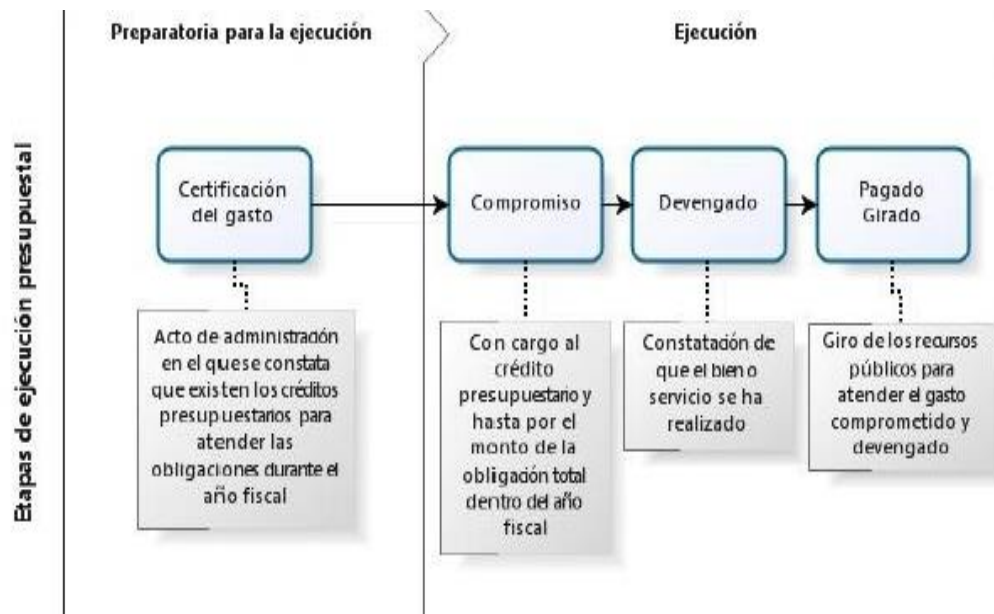 Preparatoria para la ejecución
Ejecución
Etapas de ejecución presupuestal
Certificación
del gasto
Compromiso
Devengado
Pagado
Girado
Acto de administración
en el que se constata
que existen los créditos
presupuestarios para
atender las
obligaciones durante el
año fiscal
Con cargo al
crédito
presupuestario y
hasta por el
monto de la
obligación total
dentro del año
fiscal
Constatación de
que el bien o
servicio se ha
realizado
Giro de los recursos
públicos para
atender el gasto
comprometido y
devengado